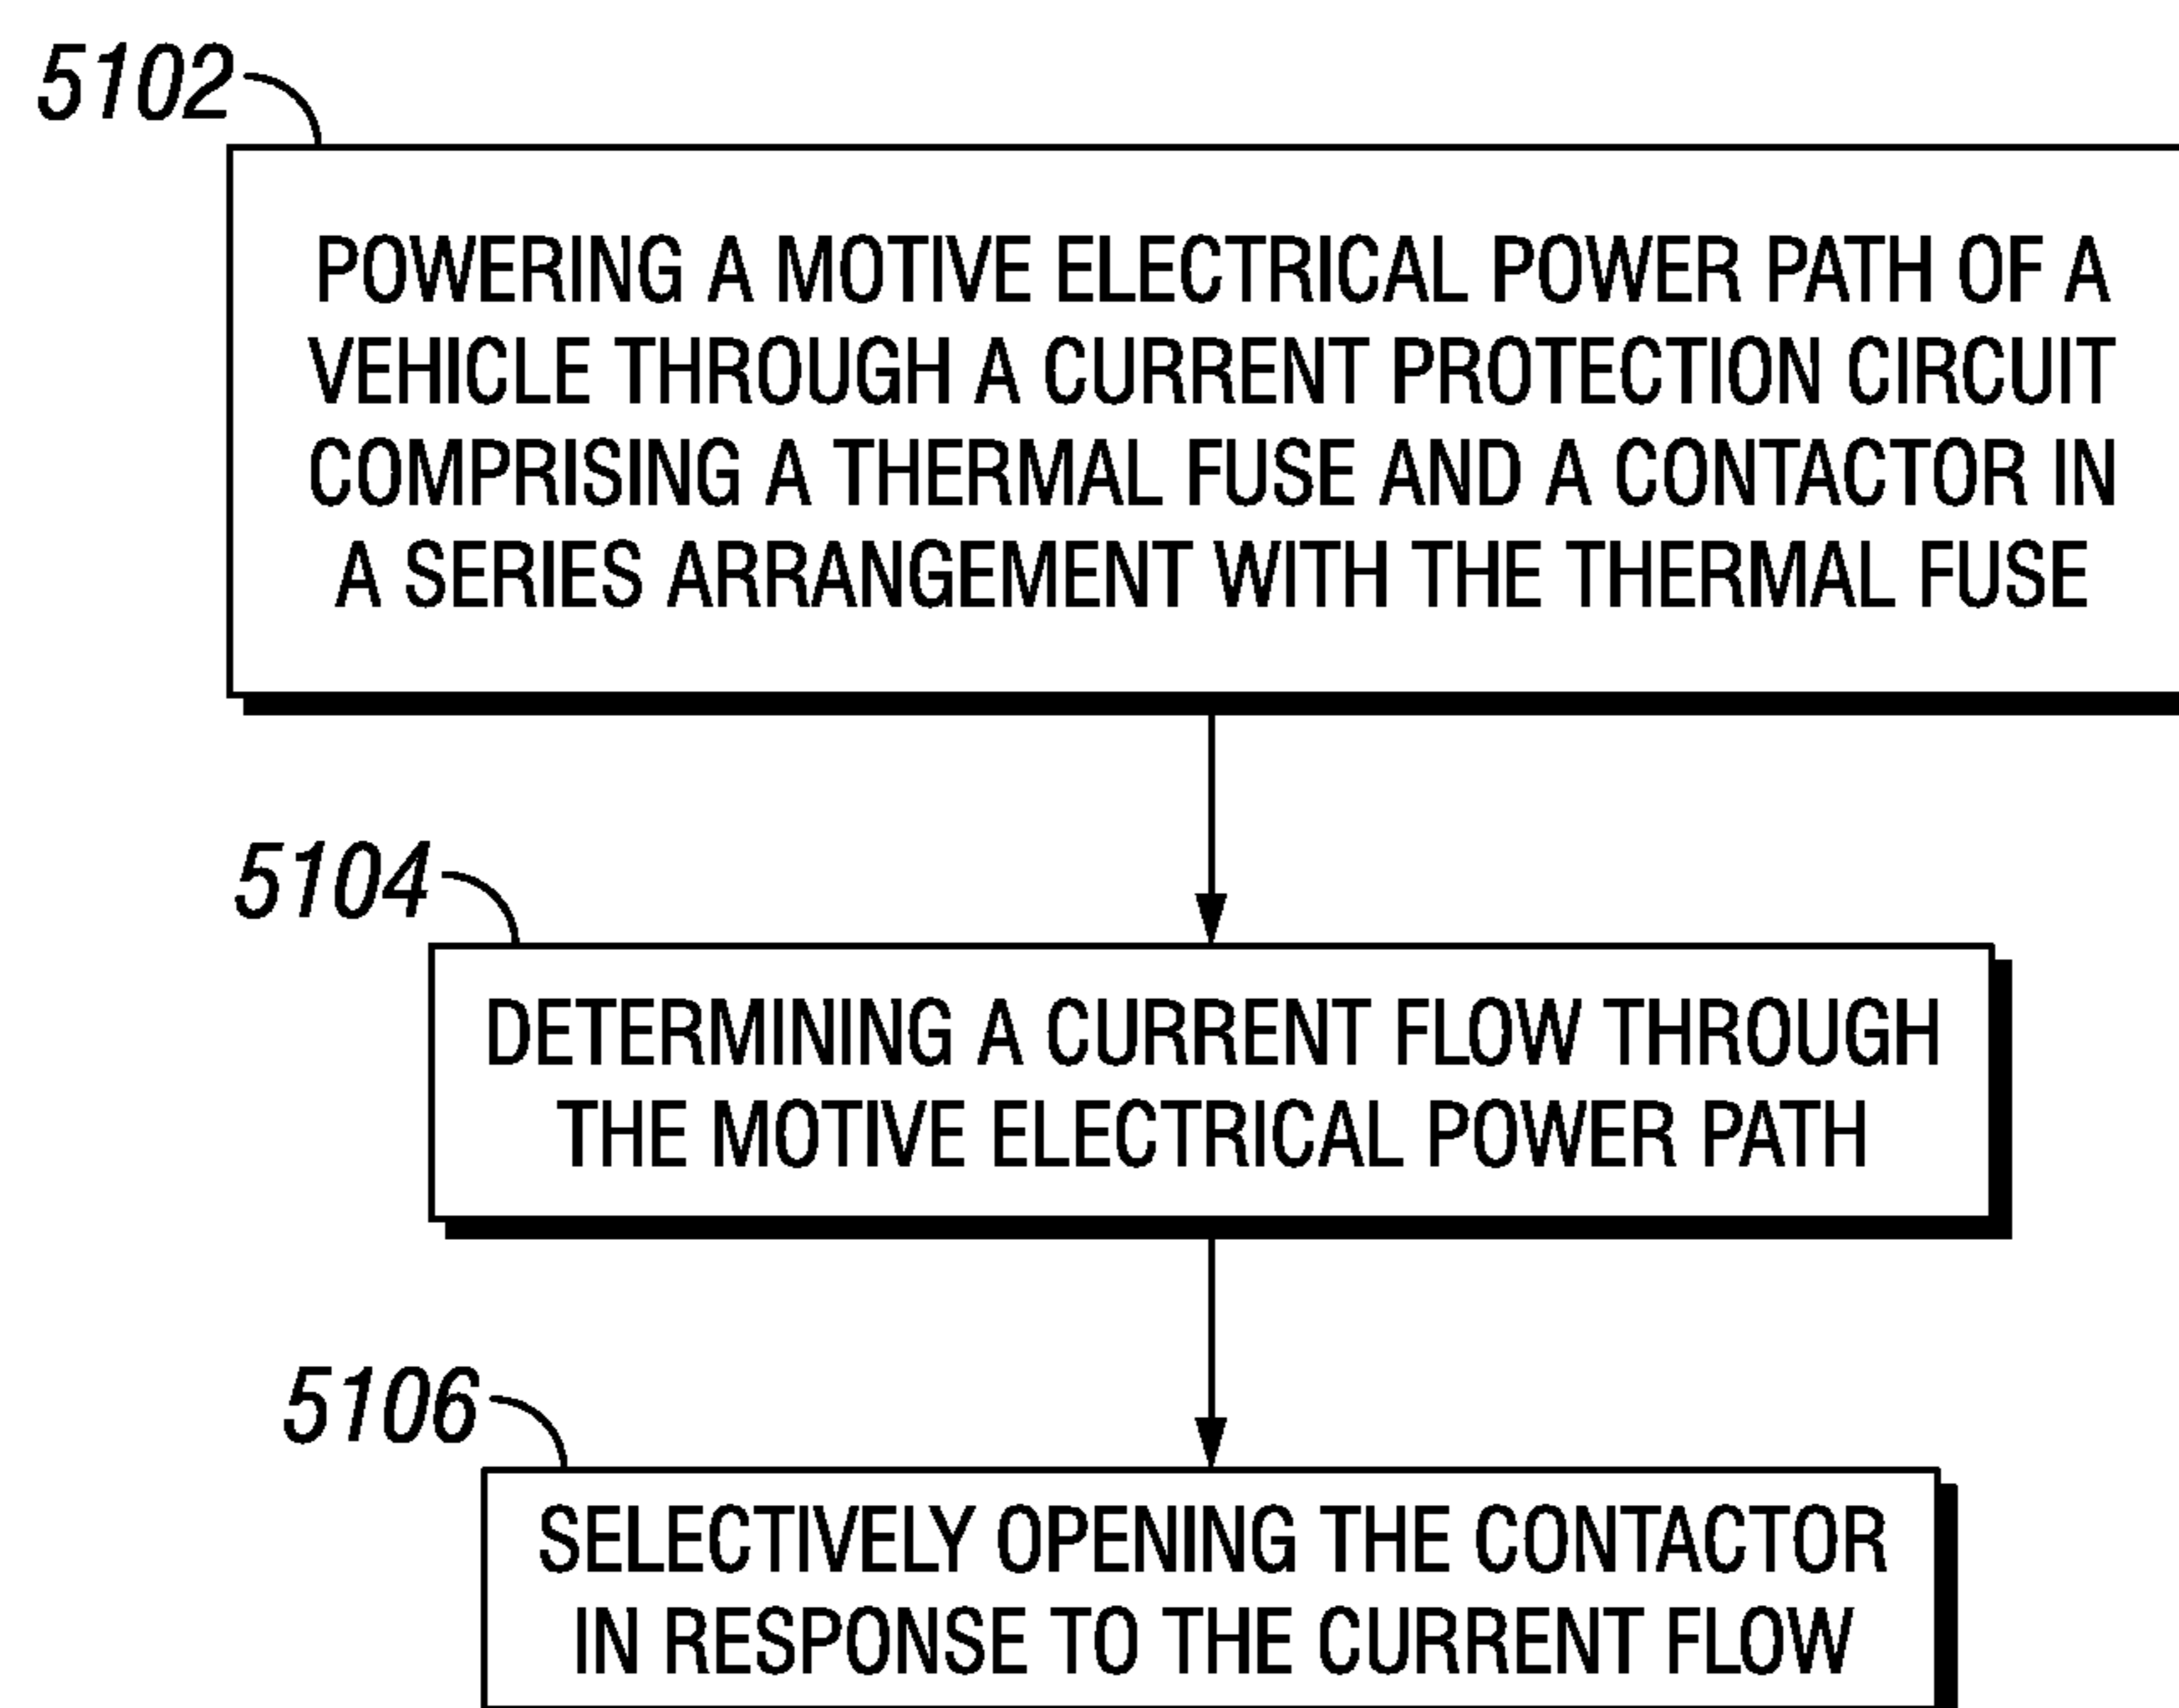 5102
POWERING A MOTIVE ELECTRICAL POWER PATH OF A
VEHICLE THROUGH A CURRENT PROTECTION CIRCUIT
COMPRISING A THERMAL FUSE AND A CONTACTOR IN
A SERIES ARRANGEMENT WITH THE THERMAL FUSE
5104
DETERMINING A CURRENT FLOW THROUGH
THE MOTIVE ELECTRICAL POWER PATH
5106
SELECTIVELY OPENING THE CONTACTOR
IN RESPONSE TO THE CURRENT FLOW